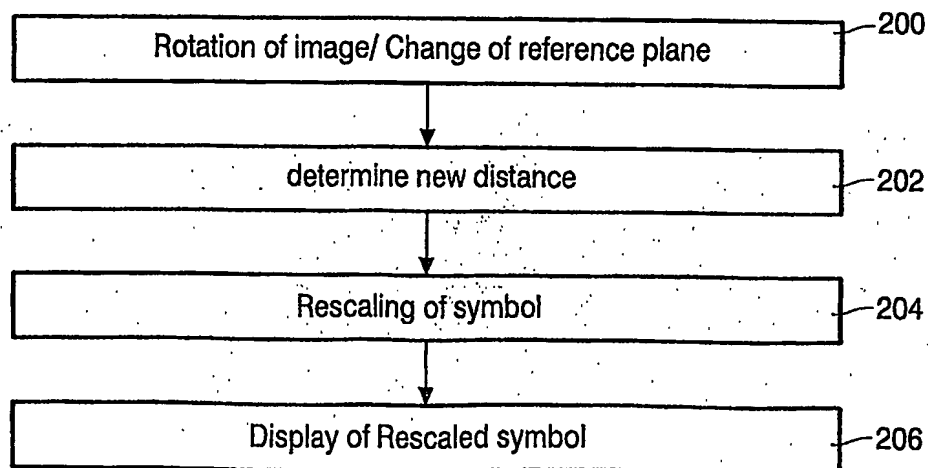 Rotation of image/ Change of reference plane
200
determine new distance
202
Rescaling of symbol
204
Display of Rescaled symbol
206